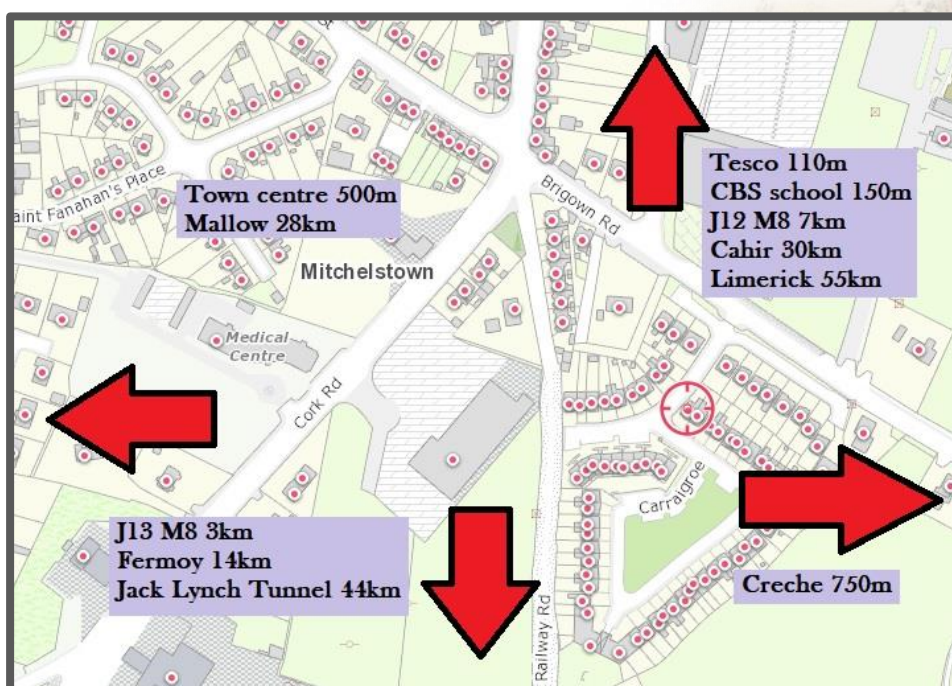 Saint Fanahan's Place
Town centre 500m
Mallow 28km
Mitchelstown
Brigown Rd
Tesco 110m
CBS school 150m
J12 M8 7km
Cahir 30km
Limerick 55km
Medical
Centre
Cork Rd
Carraigroe
J13 M8 3km
Fermoy 14km
Jack Lynch Tunnel 44km
Creche 750m
Railway Rd